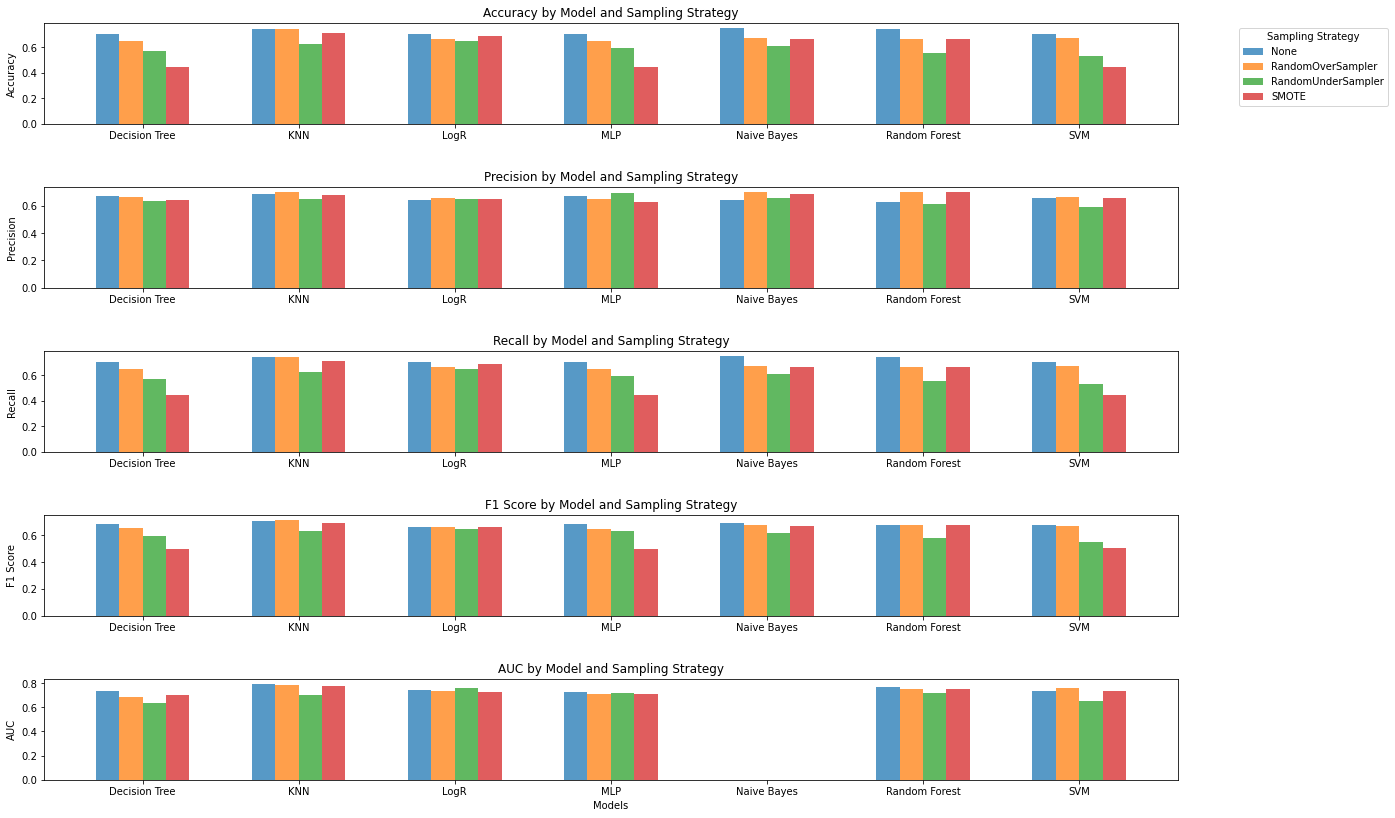 Accuracy by Model and Sampling Strategy
Accuracy
0.6
0.4
0.2
0.0
Decision Tree KNN LogR MLP Naive Bayes Random Forest SVM
Sampling Strategy
None
RandomOverSampler
RandomUnderSampler
SMOTE
Precision by Model and Sampling Strategy
Precision
0.6
0.4
0.2
0.0
Decision Tree KNN LogR MLP Naive Bayes Random Forest SVM
Recall by Model and Sampling Strategy
Recall
0.6
0.4
0.2
0.0
Decision Tree KNN LogR MLP Naive Bayes Random Forest SVM
F1 Score by Model and Sampling Strategy
F1 Score
0.6
0.4
0.2
0.0
Decision Tree KNN LogR MLP Naive Bayes Random Forest SVM
AUC by Model and Sampling Strategy
AUC
0.8
0.6
0.4
0.2
0.0
Decision Tree KNN LogR MLP Naive Bayes Random Forest SVM
Models